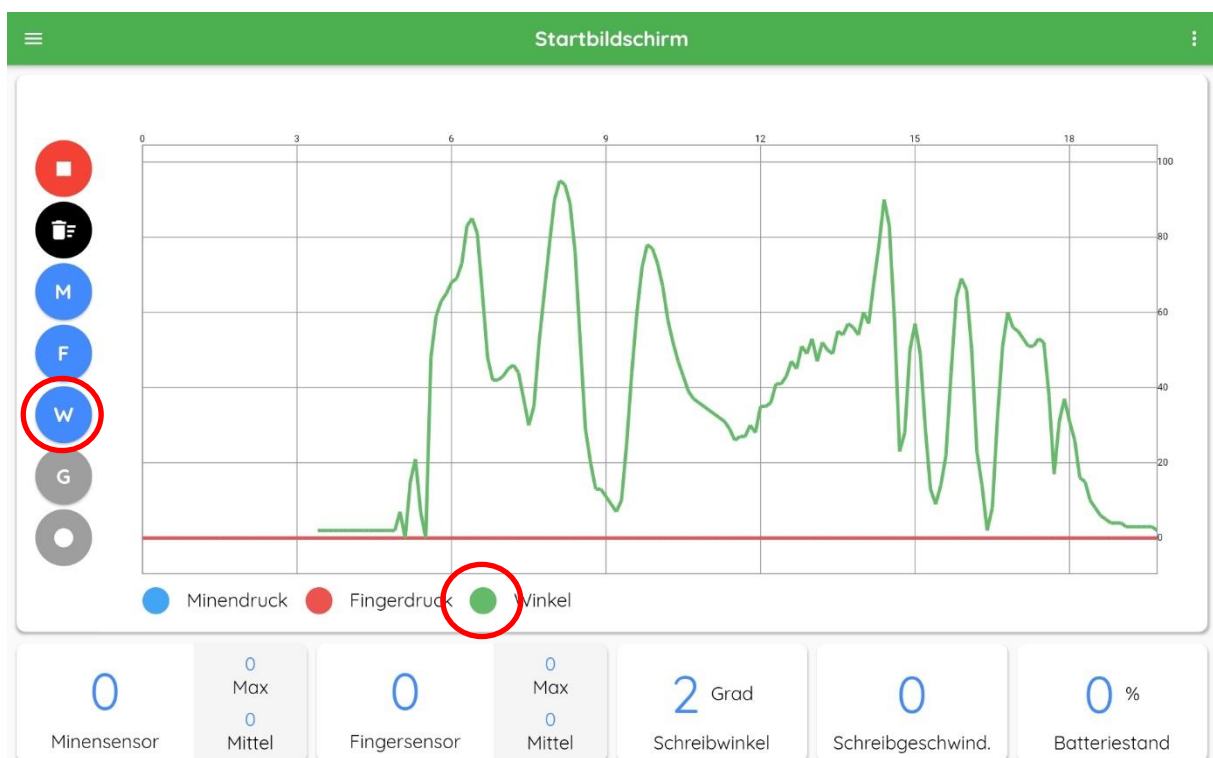 Startbildschirm
0 3 6 9 12 15 18
100
80
60
40
20
0
M
F
W
G
Minendruck Fingerdruck Winkel
0 0 Max 0 Mittel 0 0 Max 0 Mittel 2 Grad 0 0 %
Minensensor Fingersensor Schreibwinkel Schreibgeschwind. Batteriestand